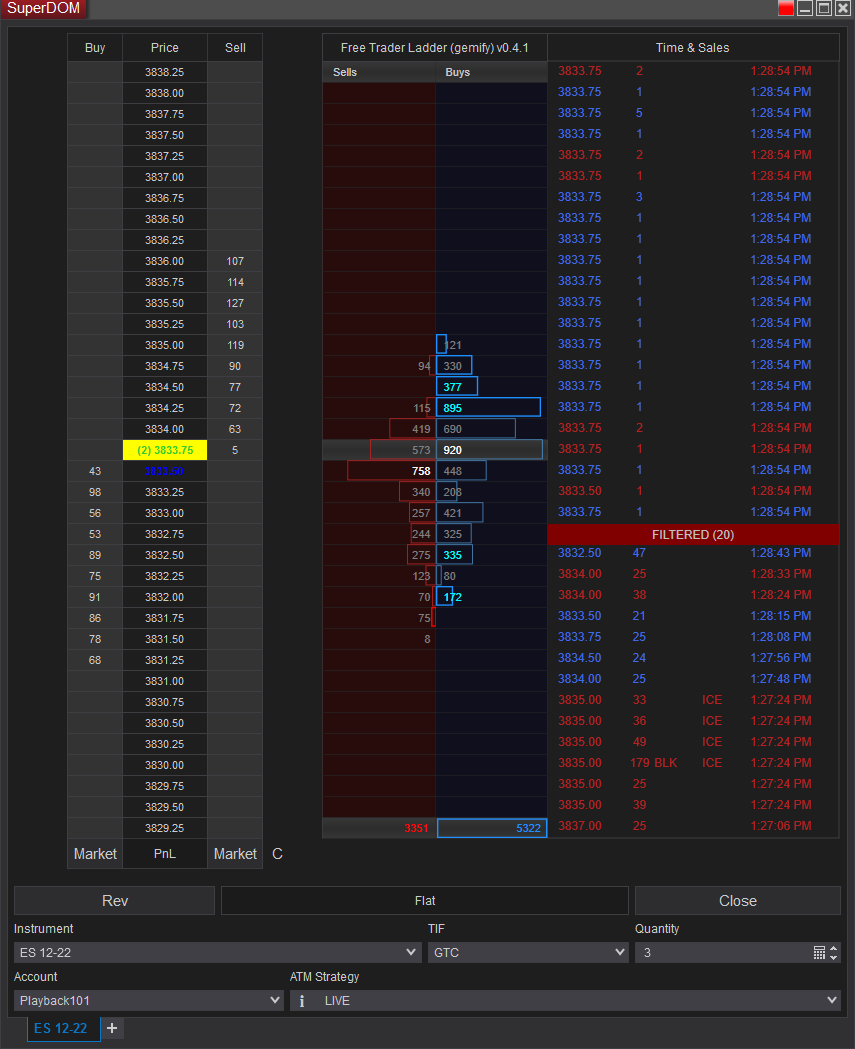 SuperDOM
Buy Price Sell Free Trader Ladder (gemify) v0.4.1 Time & Sales
3838.25 Sells Buys 3833.75 2 1:28:54 PM
3838.00 3833.75 1 1:28:54 PM
3837.75 3833.75 5 1:28:54 PM
3837.50 3833.75 1 1:28:54 PM
3837.25 3833.75 2 1:28:54 PM
3837.00 3833.75 1 1:28:54 PM
3836.75 3833.75 3 1:28:54 PM
3836.50 3833.75 1 1:28:54 PM
3836.25 3833.75 1 1:28:54 PM
3836.00 107 3833.75 1 1:28:54 PM
3835.75 114 3833.75 1 1:28:54 PM
3835.50 127 3833.75 1 1:28:54 PM
3835.25 103 3833.75 1 1:28:54 PM
3835.00 119 121 3833.75 1 1:28:54 PM
3834.75 90 94 330 3833.75 1 1:28:54 PM
3834.50 77 377 3833.75 1 1:28:54 PM
3834.25 72 115 895 3833.75 1 1:28:54 PM
3834.00 63 419 690 3833.75 2 1:28:54 PM
(2) 3833.75 5 573 920 3833.75 1 1:28:54 PM
43 3833.50 758 448 3833.75 1 1:28:54 PM
98 3833.25 340 208 3833.50 1 1:28:54 PM
56 3833.00 257 421 3833.75 1 1:28:54 PM
53 3832.75 244 325 FILTERED (20)
89 3832.50 275 335 3832.50 47 1:28:43 PM
75 3832.25 123 80 3834.00 25 1:28:33 PM
91 3832.00 70 172 3834.00 38 1:28:24 PM
86 3831.75 75 3833.50 21 1:28:15 PM
78 3831.50 8 3833.75 25 1:28:08 PM
68 3831.25 3834.50 24 1:27:56 PM
3831.00 3834.00 25 1:27:48 PM
3830.75 3835.00 33 ICE 1:27:24 PM
3830.50 3835.00 36 ICE 1:27:24 PM
3830.25 3835.00 49 ICE 1:27:24 PM
3830.00 3835.00 179 BLK ICE 1:27:24 PM
3829.75 3835.00 25 1:27:24 PM
3829.50 3835.00 39 1:27:24 PM
3829.25 3351 5322 3837.00 25 1:27:06 PM
Market PnL Market C
Rev Flat Close
Instrument TIF Quantity
ES 12-22 GTC 3
Account ATM Strategy
Playback101 i LIVE
ES 12-22 +